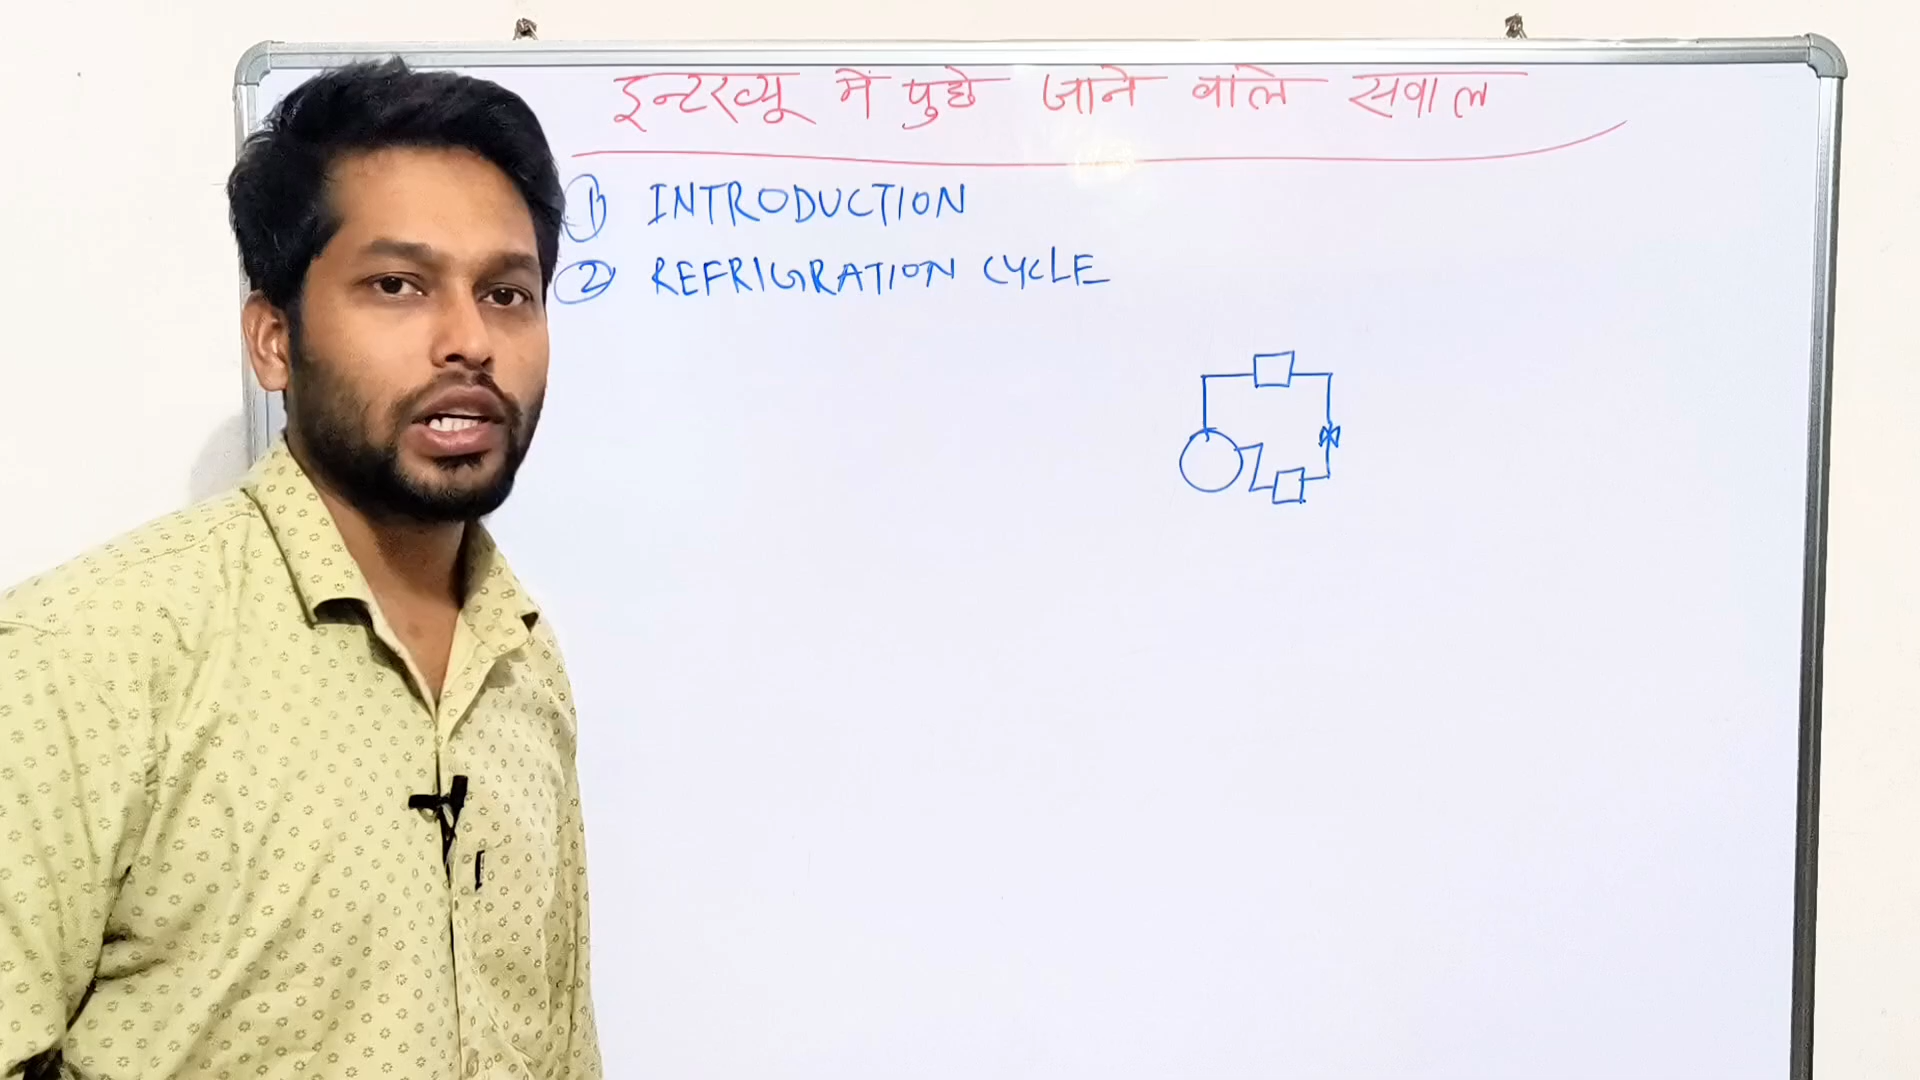 इन्टरव्यू में पुछे जाने वाले सवाल
① INTRODUCTION
② REFRIGRATION CYCLE